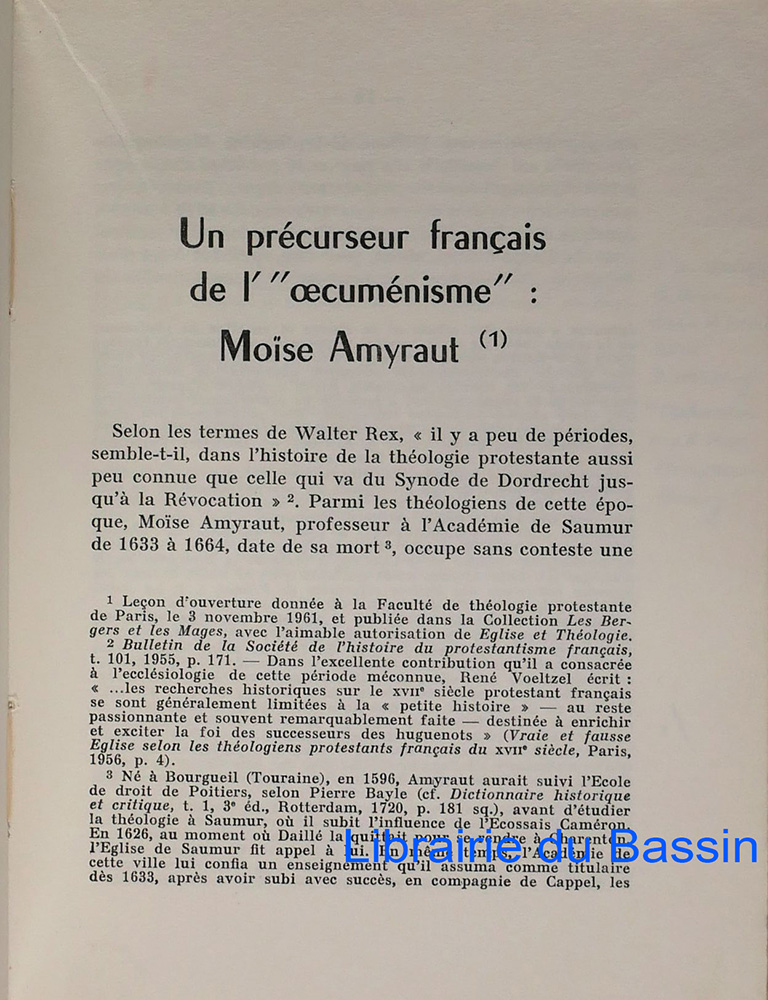 Un précurseur français
de l' "œcuménisme" :
Moïse Amyraut (1)
Selon les termes de Walter Rex, « il y a peu de périodes,
semble-t-il, dans l'histoire de la théologie protestante aussi
peu connue que celle qui va du Synode de Dordrecht jus-
qu'à la Révocation » 2. Parmi les théologiens de cette épo-
que, Moïse Amyraut, professeur à l'Académie de Saumur
de 1633 à 1664, date de sa mort 3, occupe sans conteste une
1 Leçon d'ouverture donnée à la Faculté de théologie protestante
de Paris, le 3 novembre 1961, et publiée dans la Collection Les Ber-
gers et les Mages, avec l'aimable autorisation de Eglise et Théologie.
2 Bulletin de la Société de l'histoire du protestantisme français,
t. 101, 1955, p. 171. — Dans l'excellente contribution qu'il a consacrée
à l'ecclésiologie de cette période méconnue, René Voeltzel écrit :
« ...les recherches historiques sur le XVIIe siècle protestant français
se sont généralement limitées à la « petite histoire » — au reste
passionnante et souvent remarquablement faite — destinée à enrichir
et exciter la foi des successeurs des huguenots » (Vraie et fausse
Eglise selon les théologiens protestants français du XVIIe siècle, Paris,
1956, p. 4).
3 Né à Bourgueil (Touraine), en 1596, Amyraut aurait suivi l'Ecole
de droit de Poitiers, selon Pierre Bayle (cf. Dictionnaire historique
et critique, t. 1, 3e éd., Rotterdam, 1720, p. 181 sq.), avant d'étudier
la théologie à Saumur, où il subit l'influence de l'Ecossais Caméron.
En 1626, au moment où Daillé la quittait pour se rendre à Charenton,
l'Eglise de Saumur fit appel à lui. En même temps, l'Académie de
cette ville lui confia un enseignement qu'il assuma comme titulaire
dès 1633, après avoir subi avec succès, en compagnie de Cappel, les
Librairie du Bassin